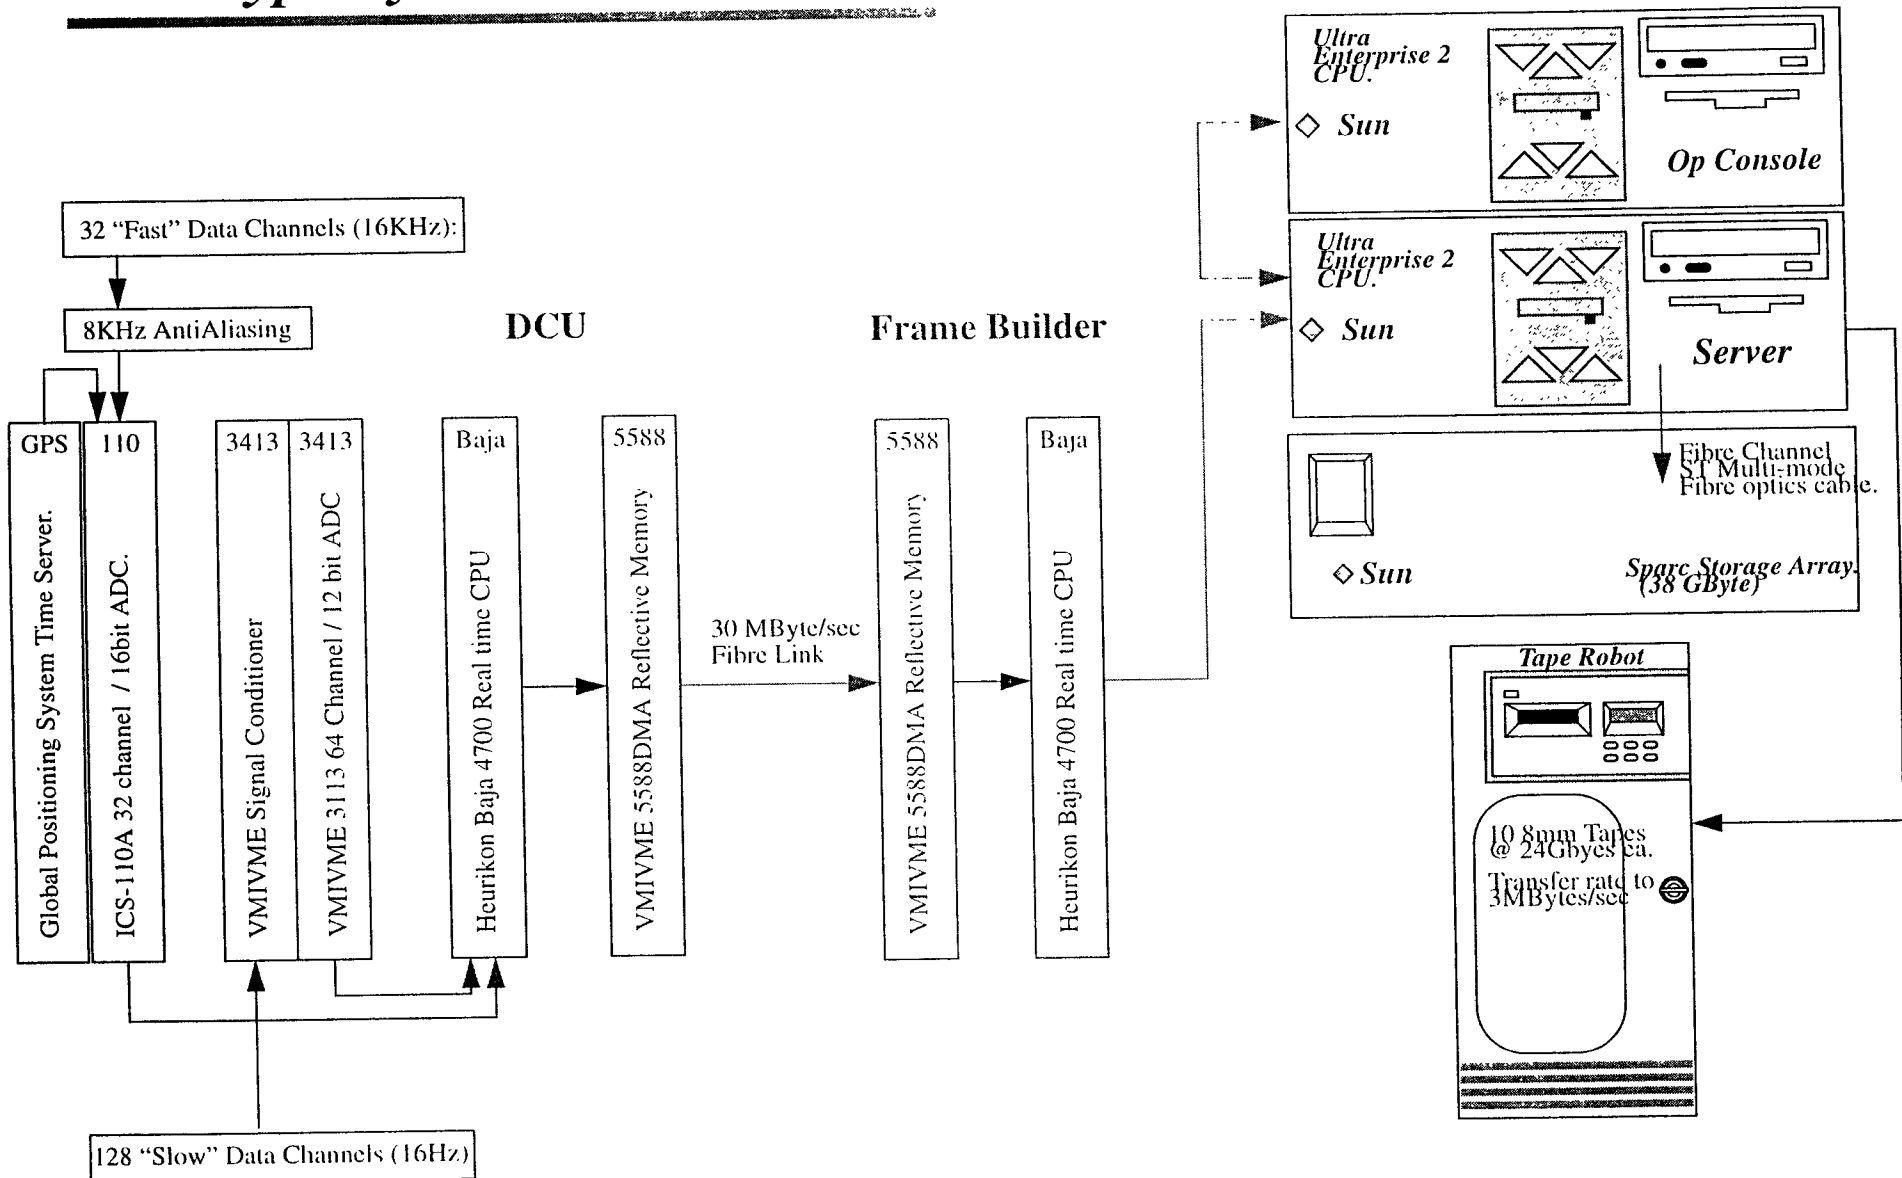 32 “Fast” Data Channels (16KHz):
8KHz AntiAliasing
DCU
Frame Builder
GPS
Global Positioning System Time Server.
110
ICS-110A 32 channel / 16bit ADC.
3413
VMIVME Signal Conditioner
3413
VMIVME 3113 64 Channel / 12 bit ADC
Baja
Heurikon Baja 4700 Real time CPU
5588
VMIVME 5588DMA Reflective Memory
30 MByte/sec
Fibre Link
5588
VMIVME 5588DMA Reflective Memory
Baja
Heurikon Baja 4700 Real time CPU
128 “Slow” Data Channels (16Hz)
Ultra
Enterprise 2
CPU.
Sun
Op Console
Ultra
Enterprise 2
CPU.
Sun
Server
Fibre Channel
ST Multi-mode
Fibre optics cable.
Sun
Sparc Storage Array.
(38 GByte)
Tape Robot
10 8mm Tapes
@ 24Gbyes ea.
Transfer rate to
3MBytes/sec